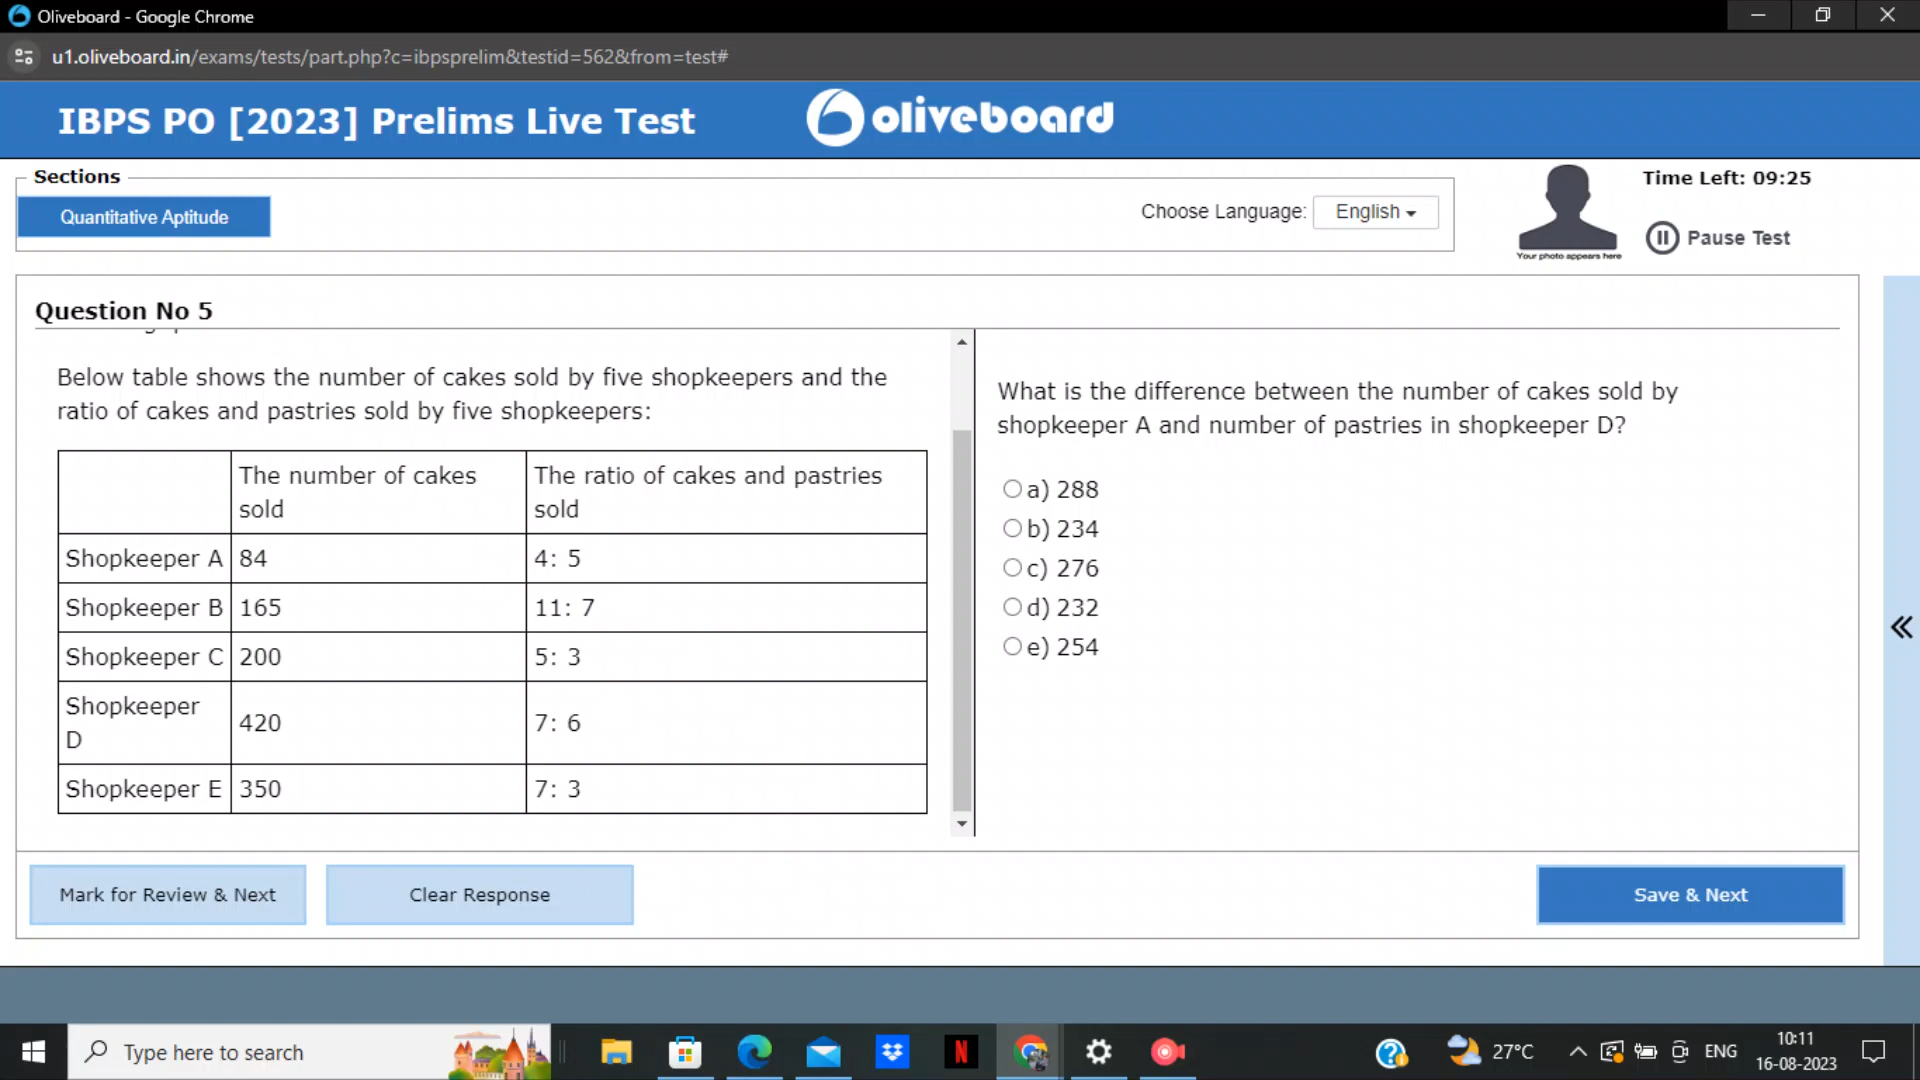 Oliveboard - Google Chrome
u1.oliveboard.in/exams/tests/part.php?c=ibpsprelim&testid=562&from=test#
IBPS PO [2023] Prelims Live Test
oliveboard
Sections
Quantitative Aptitude
Choose Language:
English
Your photo appears here
Time Left: 09:25
Pause Test
Question No 5
Below table shows the number of cakes sold by five shopkeepers and the
ratio of cakes and pastries sold by five shopkeepers:
The number of cakes
sold
The ratio of cakes and pastries
sold
Shopkeeper A 84 4: 5
Shopkeeper B 165 11: 7
Shopkeeper C 200 5: 3
Shopkeeper
D
420 7: 6
Shopkeeper E 350 7: 3
What is the difference between the number of cakes sold by
shopkeeper A and number of pastries in shopkeeper D?
a) 288
b) 234
c) 276
d) 232
e) 254
Mark for Review & Next
Clear Response
Save & Next
Type here to search
27°C
ENG
10:11
16-08-2023